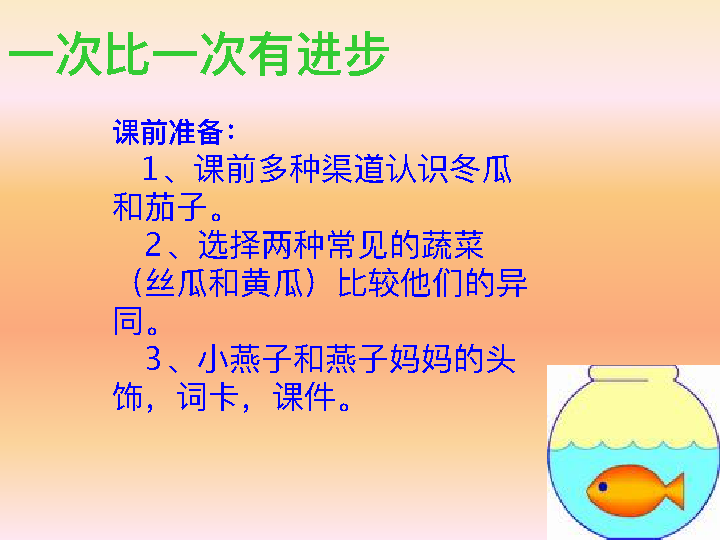 一次比一次有进步
课前准备：
1、课前多种渠道认识冬瓜
和茄子。
2、选择两种常见的蔬菜
（丝瓜和黄瓜）比较他们的异
同。
3、小燕子和燕子妈妈的头
饰，词卡，课件。